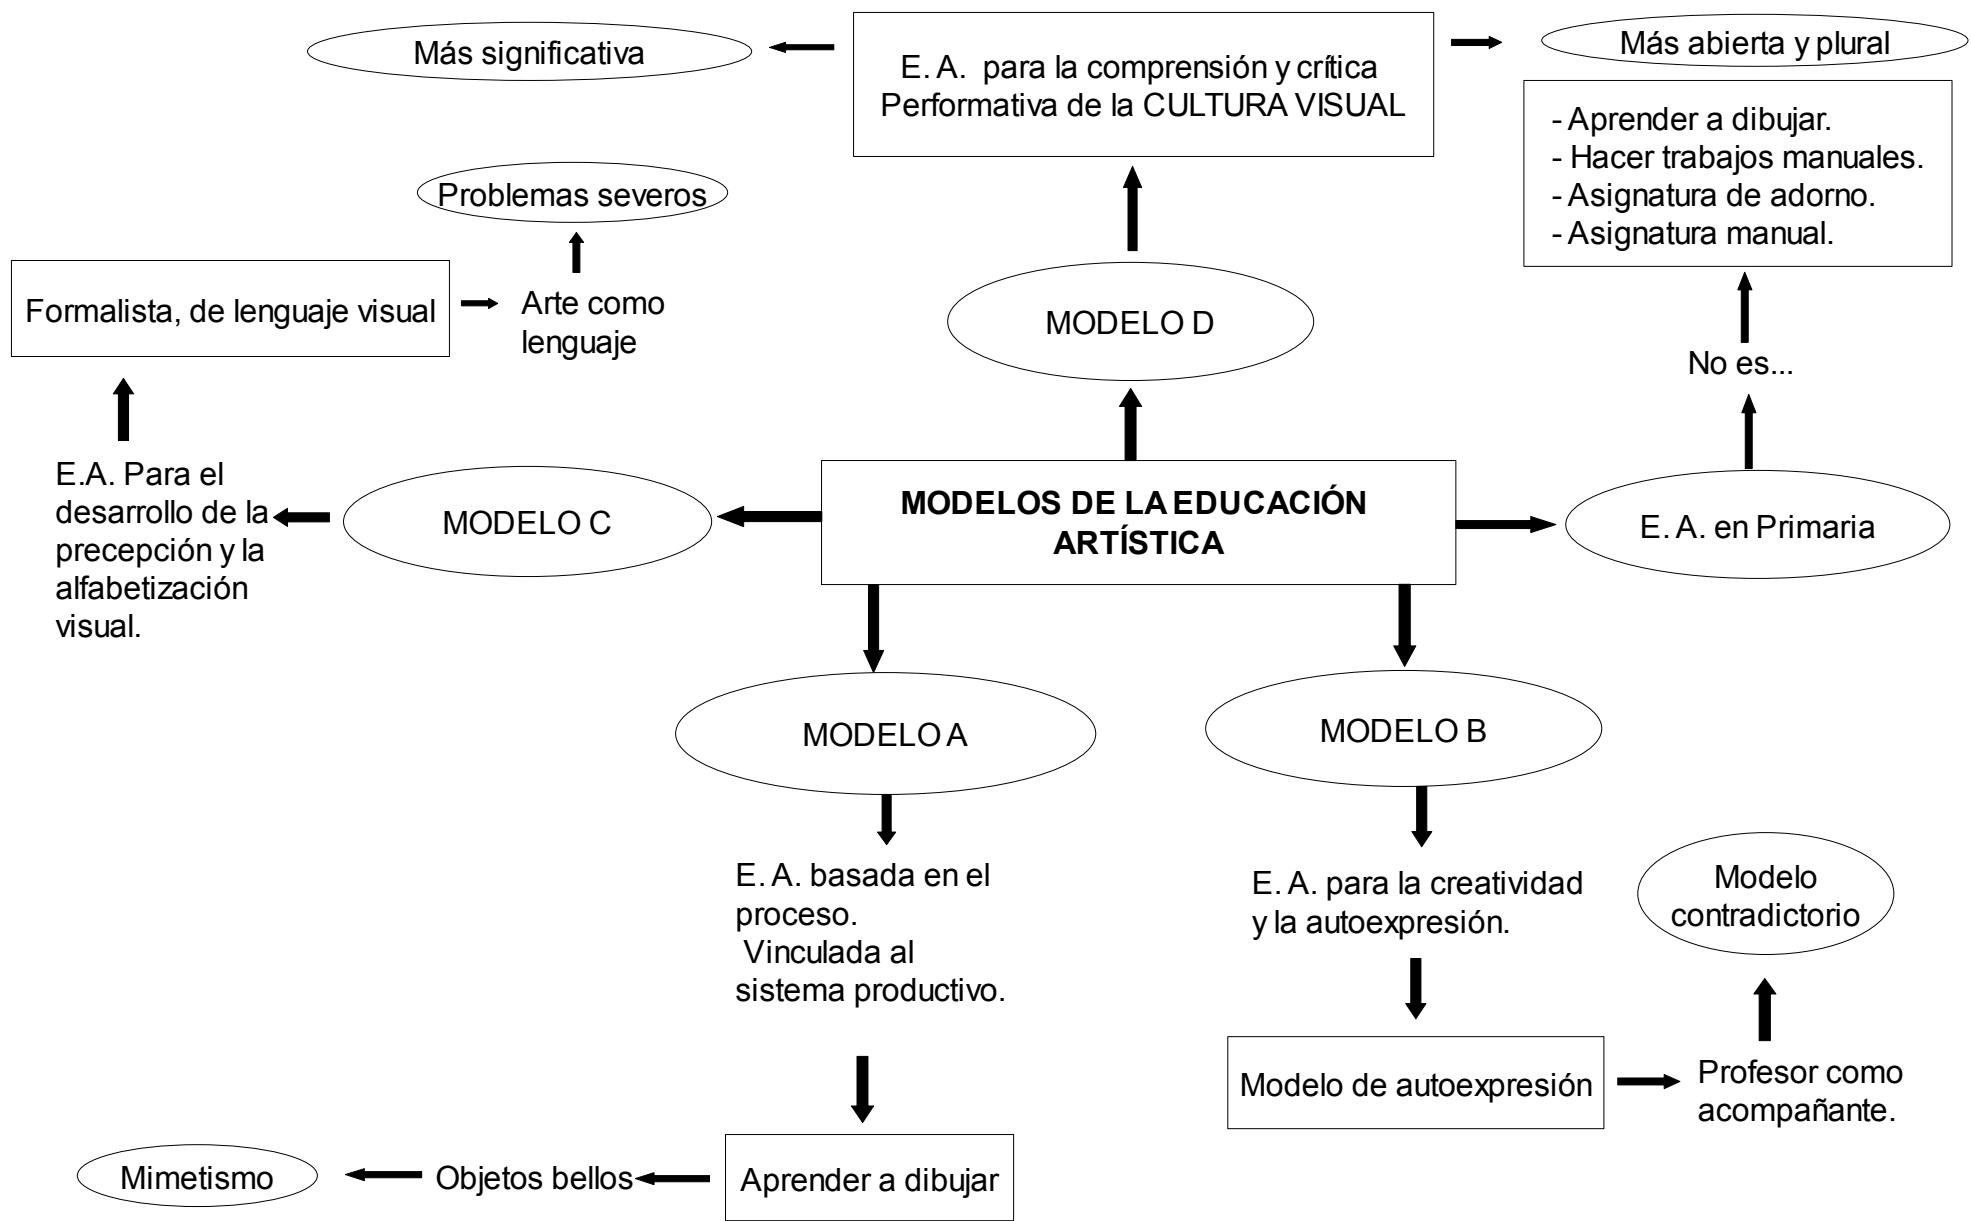 Más significativa
E. A. para la comprensión y crítica
Performativa de la CULTURA VISUAL
Más abierta y plural
- Aprender a dibujar.
- Hacer trabajos manuales.
- Asignatura de adorno.
- Asignatura manual.
Problemas severos
Formalista, de lenguaje visual
Arte como
lenguaje
MODELO D
No es...
E.A. Para el
desarrollo de la
precepción y la
alfabetización
visual.
MODELO C
MODELOS DE LA EDUCACIÓN
ARTÍSTICA
E. A. en Primaria
MODELO A
MODELO B
E. A. basada en el
proceso.
Vinculada al
sistema productivo.
E. A. para la creatividad
y la autoexpresión.
Modelo
contradictorio
Modelo de autoexpresión
Profesor como
acompañante.
Mimetismo
Objetos bellos
Aprender a dibujar